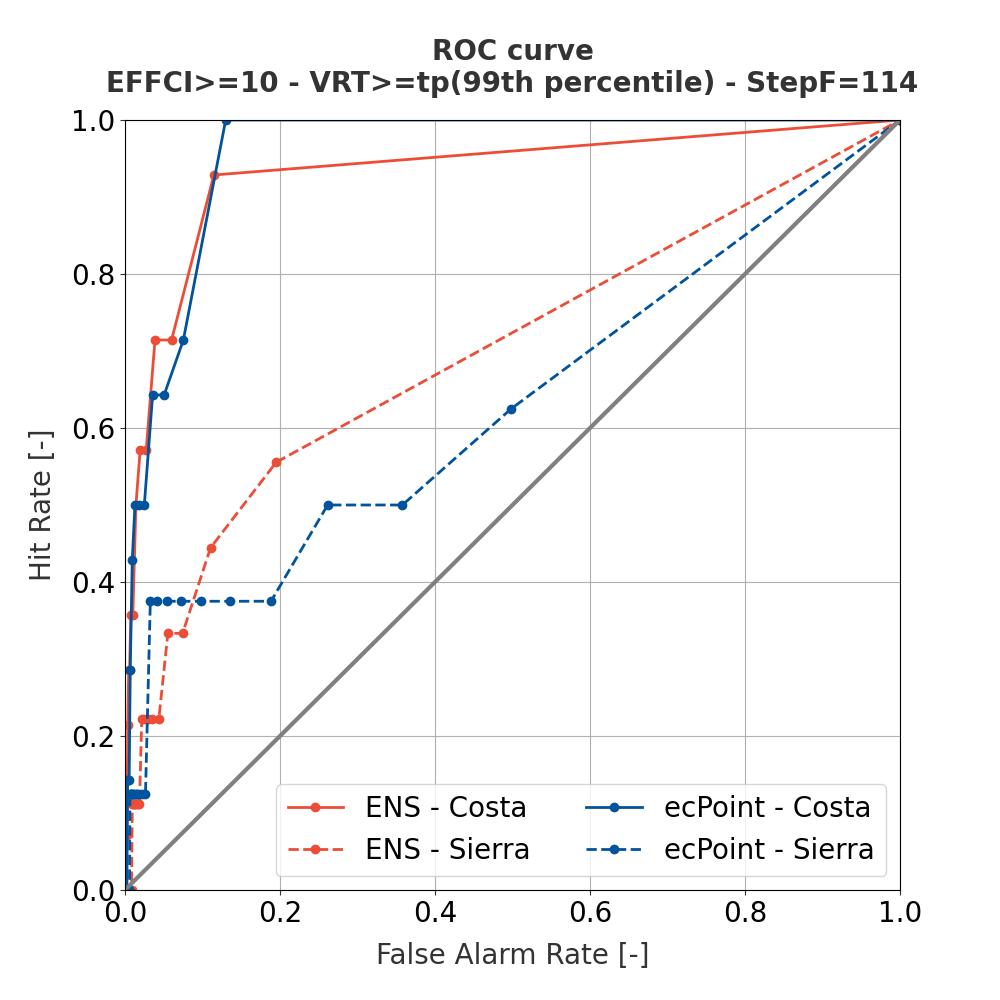 ROC curve
EFFCI>=10 - VRT>=tp(99th percentile) - StepF=114
1.0
0.8
0.6
0.4
0.2
0.0
Hit Rate [-]
ENS - Costa
ENS - Sierra
ecPoint - Costa
ecPoint - Sierra
0.0 0.2 0.4 0.6 0.8 1.0
False Alarm Rate [-]